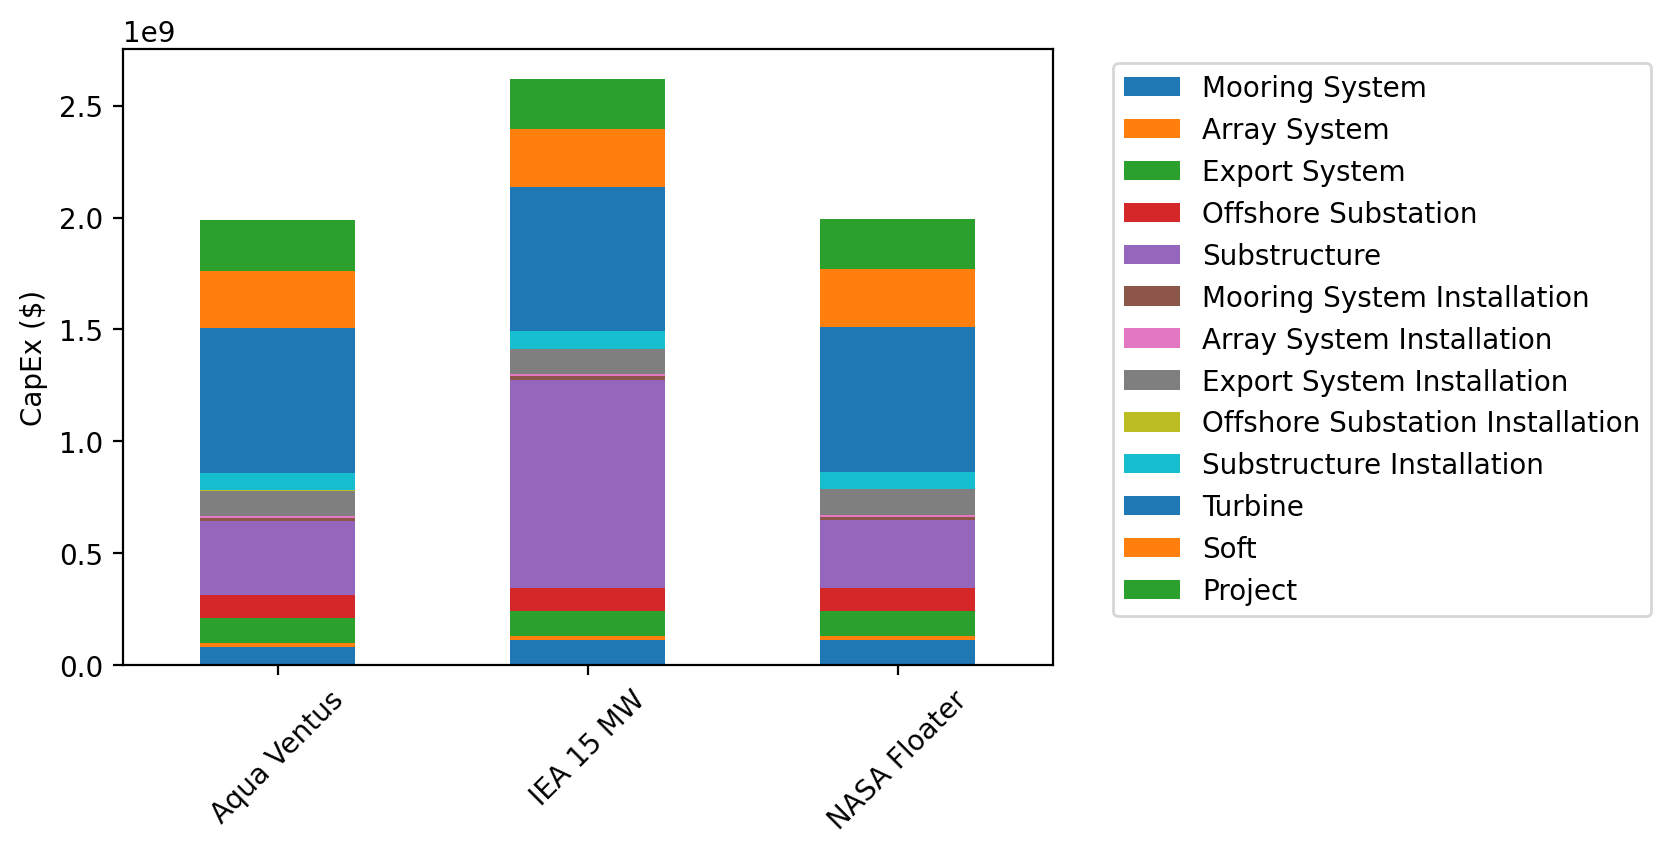 1e9
2.5
2.0
1.5
1.0
0.5
0.0
CapEx ($)
Aqua Ventus
IEA 15 MW
NASA Floater
Mooring System
Array System
Export System
Offshore Substation
Substructure
Mooring System Installation
Array System Installation
Export System Installation
Offshore Substation Installation
Substructure Installation
Turbine
Soft
Project